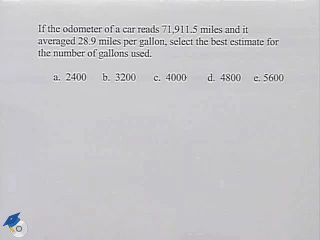 If the odometer of a car reads 71,911.5 miles and it
averaged 28.9 miles per gallon, select the best estimate for
the number of gallons used.
a. 2400 b. 3200 c. 4000 d. 4800 e. 5600